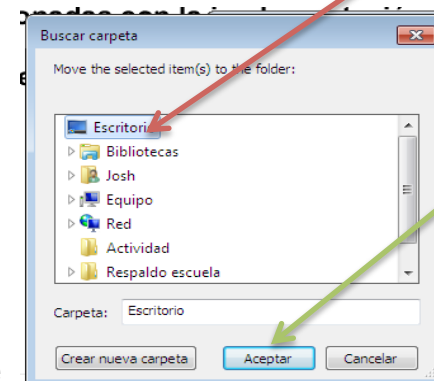 Buscar carpeta
Move the selected item(s) to the folder:
Escritorio
Bibliotecas
Josh
Equipo
Red
Actividad
Respaldo escuela
Carpeta: Escritorio
Crear nueva carpeta Aceptar Cancelar